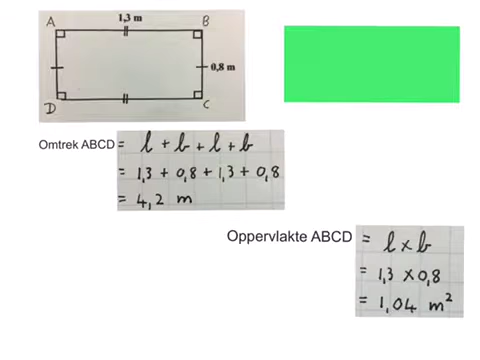 A
1,3 m
B
0,8 m
D
C
Omtrek ABCD = l + b + l + b
= 1,3 + 0,8 + 1,3 + 0,8
= 4,2 m
Oppervlakte ABCD = l x b
= 1,3 x 0,8
= 1,04 m²